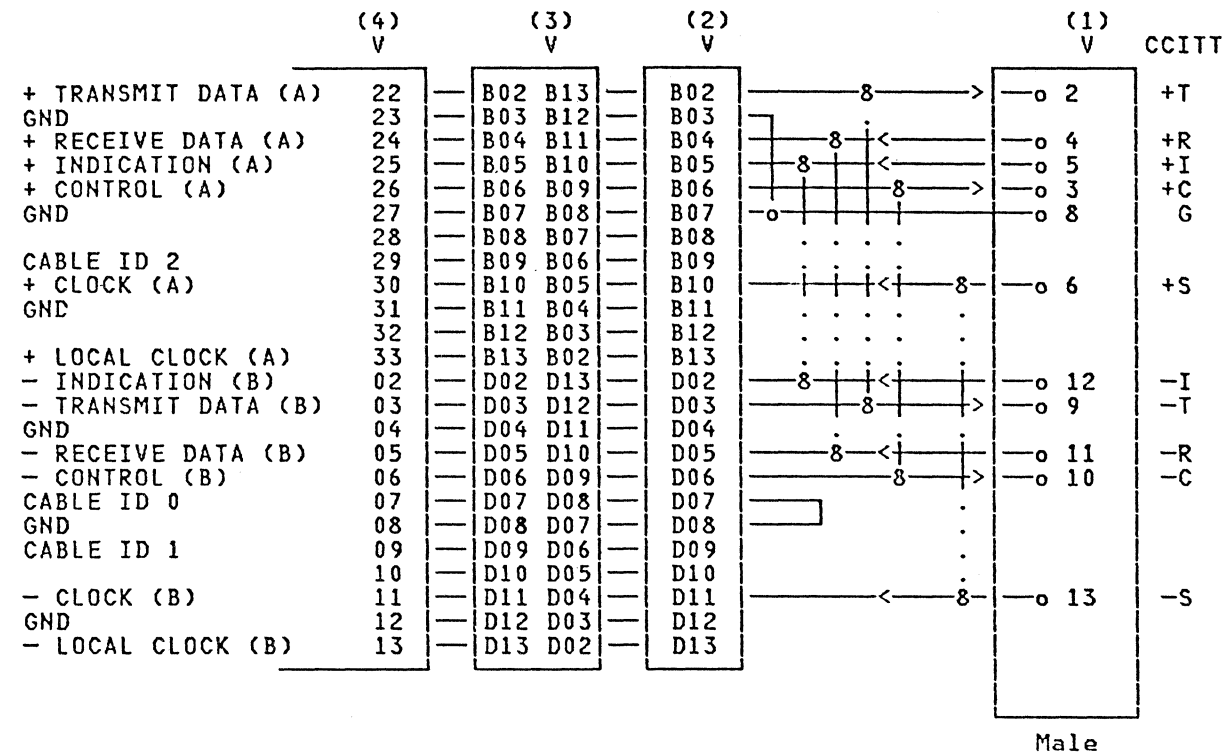 (4) (3) (2) (1)
V V V V CCITT
+ TRANSMIT DATA (A) 22 B02 B13 B02 8 > o 2 +T
GND 23 B03 B12 B03
+ RECEIVE DATA (A) 24 B04 B11 B04 8 < o 4 +R
+ INDICATION (A) 25 B05 B10 B05 8 < o 5 +I
+ CONTROL (A) 26 B06 B09 B06 8 > o 3 +C
GND 27 B07 B08 B07 o o 8 G
28 B08 B07 B08
CABLE ID 2 29 B09 B06 B09
+ CLOCK (A) 30 B10 B05 B10 < 8 o 6 +S
GND 31 B11 B04 B11
32 B12 B03 B12
+ LOCAL CLOCK (A) 33 B13 B02 B13
- INDICATION (B) 02 D02 D13 D02 8 < o 12 -I
- TRANSMIT DATA (B) 03 D03 D12 D03 8 > o 9 -T
GND 04 D04 D11 D04
- RECEIVE DATA (B) 05 D05 D10 D05 8 < o 11 -R
- CONTROL (B) 06 D06 D09 D06 8 > o 10 -C
CABLE ID 0 07 D07 D08 D07
GND 08 D08 D07 D08
CABLE ID 1 09 D09 D06 D09
10 D10 D05 D10
- CLOCK (B) 11 D11 D04 D11 < 8 o 13 -S
GND 12 D12 D03 D12
- LOCAL CLOCK (B) 13 D13 D02 D13
Male